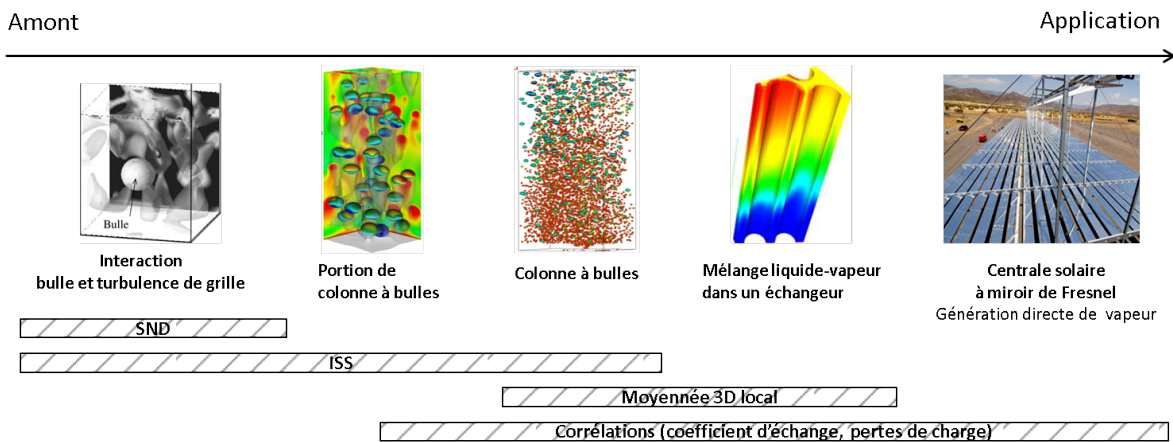 Amont
Application
Bulle
Interaction
bulle et turbulence de grille
Portion de
colonne à bulles
Colonne à bulles
Mélange liquide-vapeur
dans un échangeur
Centrale solaire
à miroir de Fresnel
Génération directe de vapeur
SND
ISS
Moyennée 3D local
Corrélations (coefficient d'échange, pertes de charge)